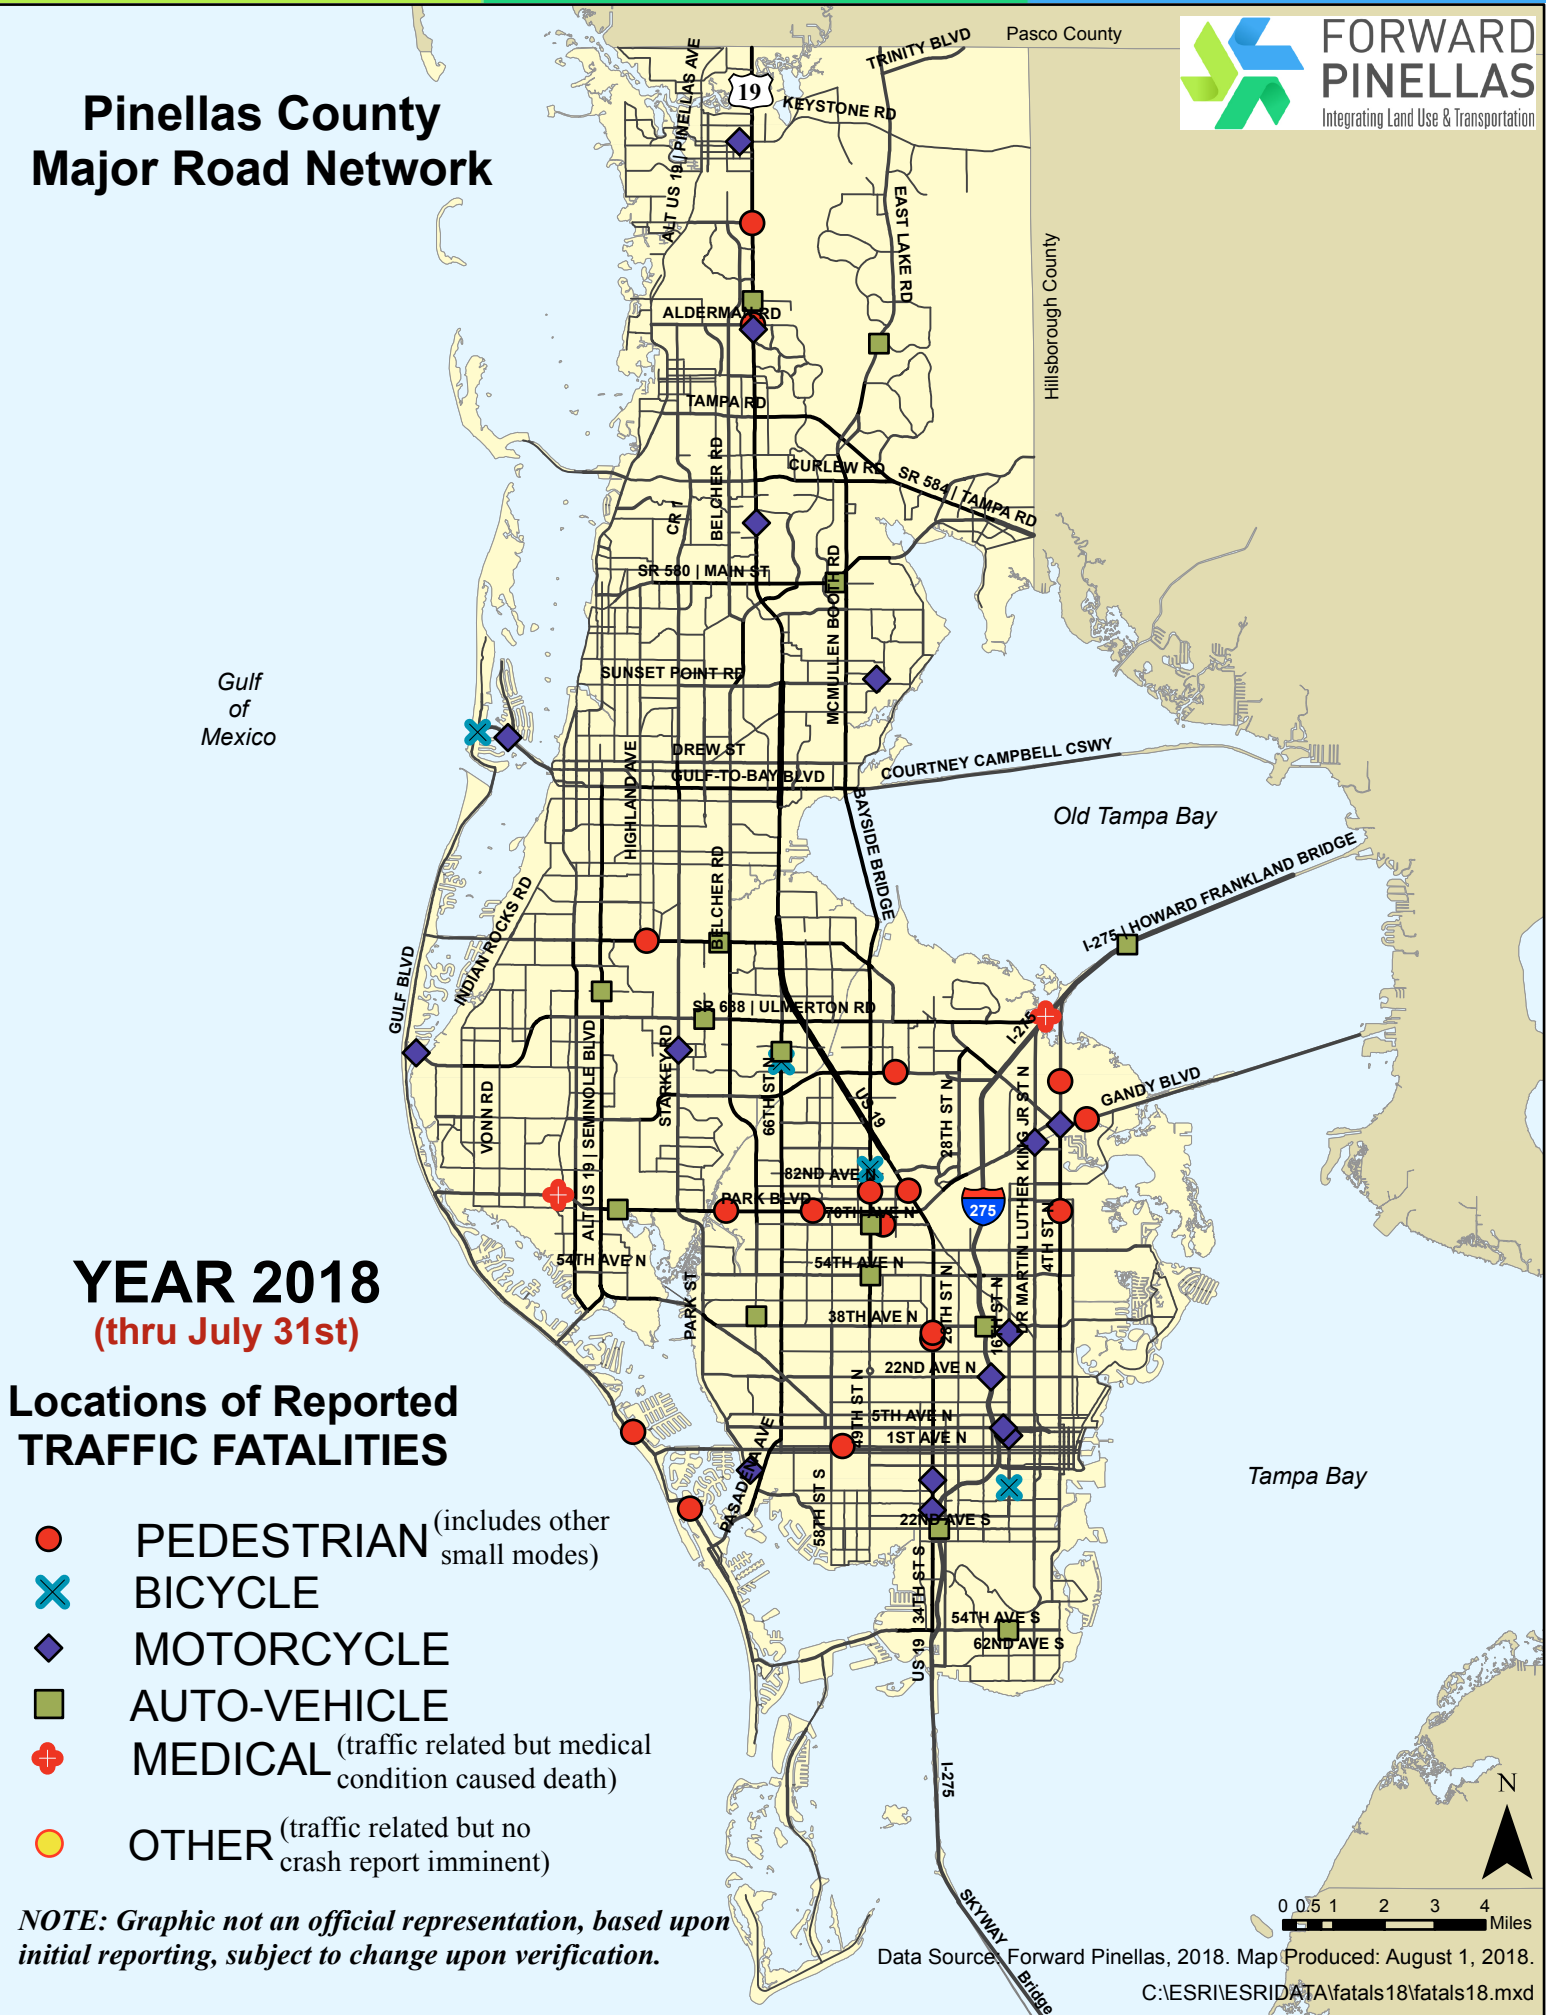 Pinellas County
Major Road Network
FORWARD
PINELLAS
Integrating Land Use & Transportation
Pasco County
TRINITY BLVD
19
KEYSTONE RD
ALT US 19 | PINELLAS AVE
EAST LAKE RD
Hillsborough County
ALDERMAN RD
TAMPA RD
BELCHER RD
CURLEW RD
SR 584 | TAMPA RD
CR 1
SR 580 | MAIN ST
MCMULLEN BOOTH RD
SUNSET POINT RD
Gulf
of
Mexico
DREW ST
GULF-TO-BAY BLVD
COURTNEY CAMPBELL CSWY
HIGHLAND AVE
BAYSIDE BRIDGE
Old Tampa Bay
BELCHER RD
I-275 | HOWARD FRANKLAND BRIDGE
INDIAN ROCKS RD
GULF BLVD
SR 688 | ULMERTON RD
I-275
STARKEY RD
66TH ST N
US 19
28TH ST N
GANDY BLVD
VONN RD
ALT US 19 | SEMINOLE BLVD
DR MARTIN LUTHER KING JR ST N
82ND AVE N
PARK BLVD
70TH AVE N
275
4TH ST N
54TH AVE N
54TH AVE N
PARK ST
38TH AVE N
28TH ST N
16TH ST N
22ND AVE N
49TH ST N
5TH AVE N
1ST AVE N
PASADENA AVE
58TH ST S
22ND AVE S
Tampa Bay
34TH ST S
US 19
54TH AVE S
62ND AVE S
I-275
SKYWAY
Bridge
YEAR 2018
(thru July 31st)
Locations of Reported
TRAFFIC FATALITIES
PEDESTRIAN (includes other
small modes)
BICYCLE
MOTORCYCLE
AUTO-VEHICLE
MEDICAL (traffic related but medical
condition caused death)
OTHER (traffic related but no
crash report imminent)
NOTE: Graphic not an official representation, based upon
initial reporting, subject to change upon verification.
N
0 0.5 1 2 3 4
Miles
Data Source: Forward Pinellas, 2018. Map Produced: August 1, 2018.
C:\ESRI\ESRIDATA\fatals18\fatals18.mxd